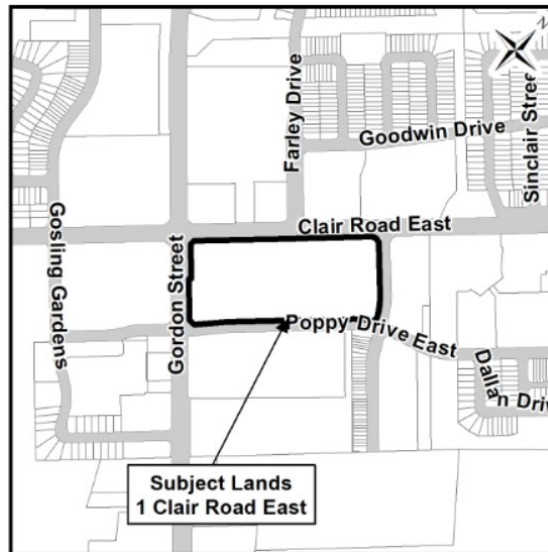 N
Farley Drive
Goodwin Drive
Sinclair Street
Clair Road East
Gosling Gardens
Gordon Street
Poppy Drive East
Dallan Driv
Subject Lands
1 Clair Road East